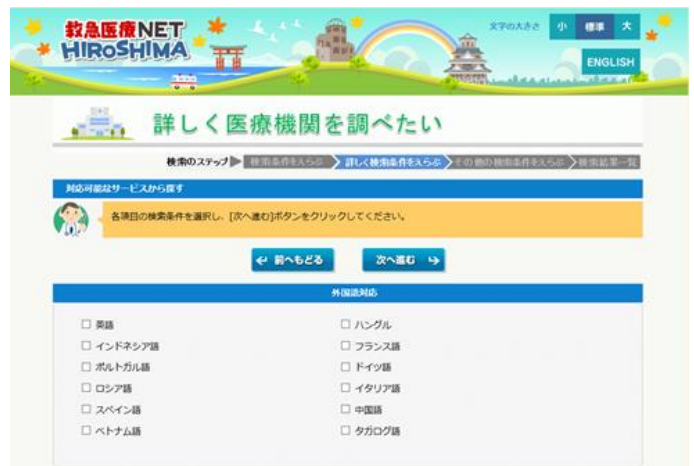 救急医療NET
HIROSHIMA
文字の大きさ 小 標準 大
ENGLISH
詳しく医療機関を調べたい
検索のステップ▶ 検索条件をえらぶ 詳しく検索条件をえらぶ その他の検索条件をえらぶ 検索結果一覧
対応可能なサービスから探す
各項目の検索条件を選択し、[次へ進む]ボタンをクリックしてください。
前へもどる 次へ進む
外国語対応
英語 ハングル
インドネシア語 フランス語
ポルトガル語 ドイツ語
ロシア語 イタリア語
スペイン語 中国語
ベトナム語 タガログ語